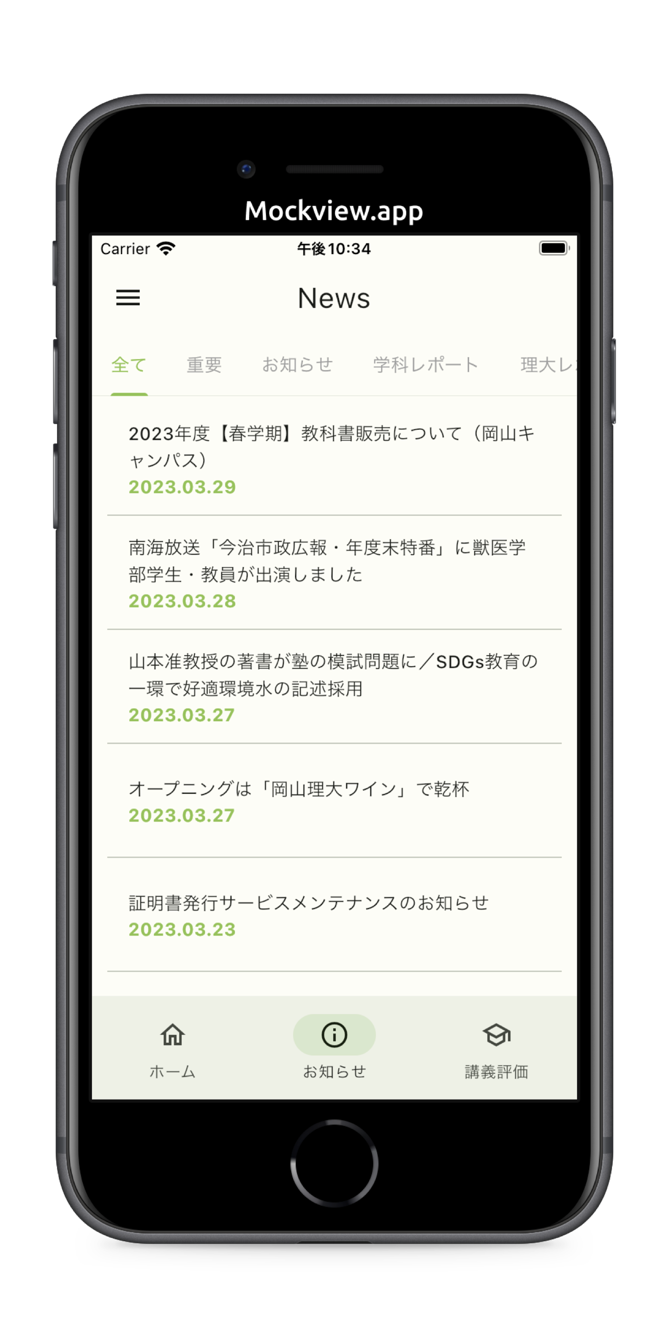 Mockview.app
Carrier 午後10:34
News
全て 重要 お知らせ 学科レポート 理大レ
2023年度【春学期】教科書販売について（岡山キ
ャンパス）
2023.03.29
南海放送「今治市政広報・年度末特番」に獣医学
部学生・教員が出演しました
2023.03.28
山本准教授の著書が塾の模試問題に／SDGs教育の
一環で好適環境水の記述採用
2023.03.27
オープニングは「岡山理大ワイン」で乾杯
2023.03.27
証明書発行サービスメンテナンスのお知らせ
2023.03.23
ホーム お知らせ 講義評価